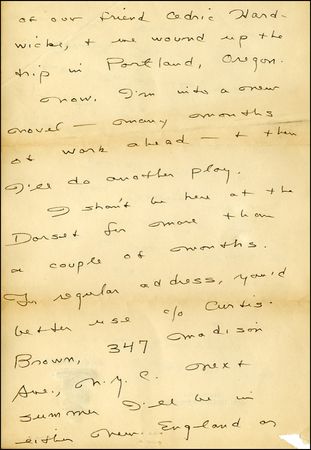 of our friend Cedric Hard-
wicke, & we wound up the
trip in Portland, Oregon.
Now, I'm into a new
novel — many months
of work ahead — & then
I'll do another play.
I shan't be here at the
Dorset for more than
a couple of months.
In regular address, you'd
better use c/o Curtis-
Brown, 347 Madison
Ave., N.Y.C. Next
summer I'll be in
either New England or